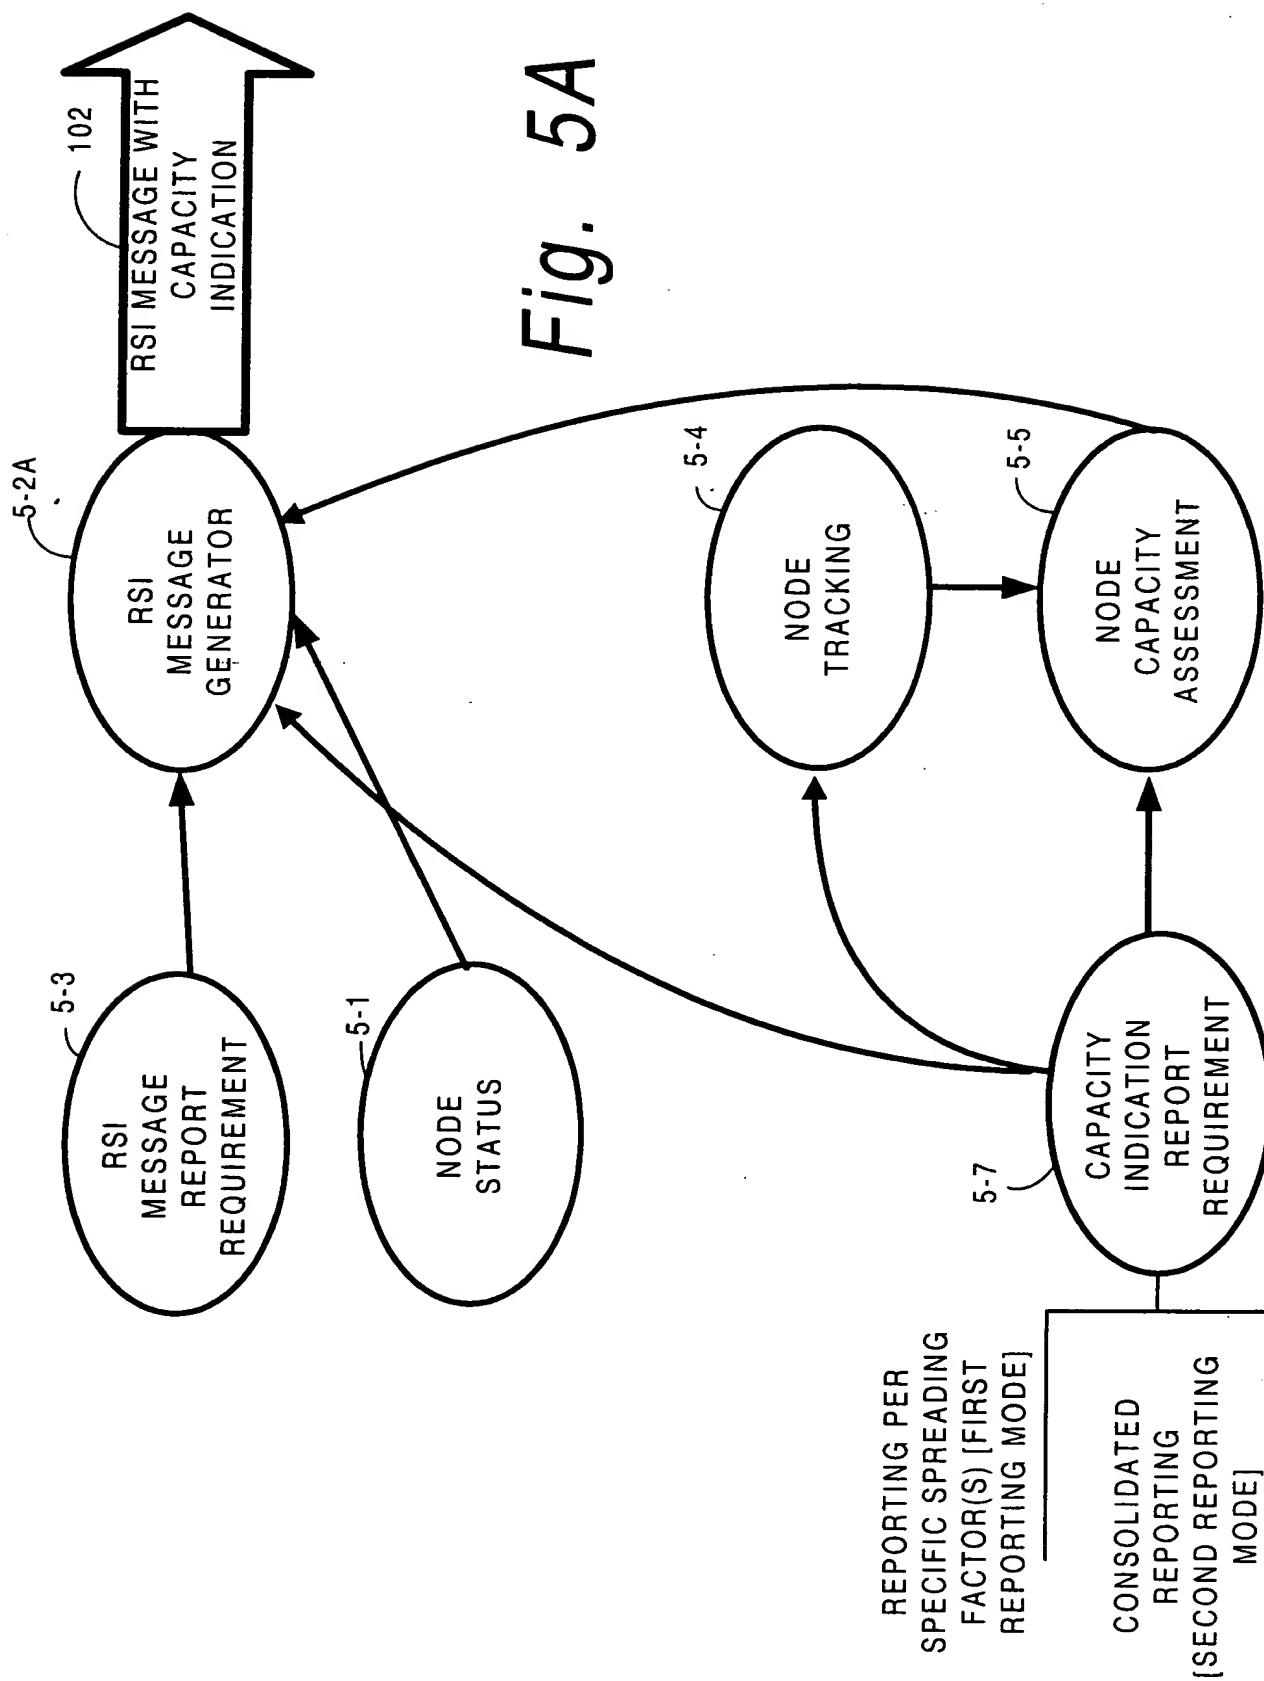 5-3
RSI
MESSAGE
REPORT
REQUIREMENT
5-2A
RSI
MESSAGE
GENERATOR
102
RSI MESSAGE WITH
CAPACITY
INDICATION
5-1
NODE
STATUS
Fig. 5A
5-4
NODE
TRACKING
REPORTING PER
SPECIFIC SPREADING
FACTOR(S) [FIRST
REPORTING MODE]
5-7
CAPACITY
INDICATION
REPORT
REQUIREMENT
5-5
NODE
CAPACITY
ASSESSMENT
CONSOLIDATED
REPORTING
[SECOND REPORTING
MODE]